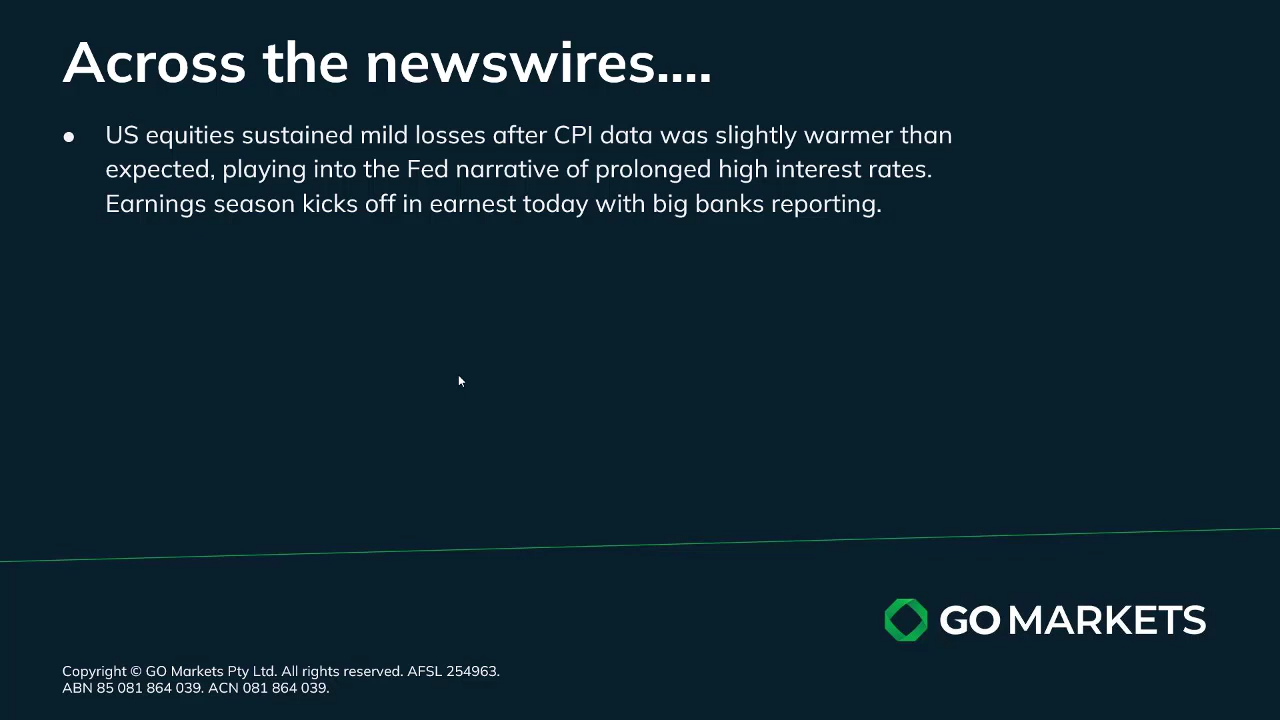 Across the newswires....
● US equities sustained mild losses after CPI data was slightly warmer than
expected, playing into the Fed narrative of prolonged high interest rates.
Earnings season kicks off in earnest today with big banks reporting.
GO MARKETS
Copyright © GO Markets Pty Ltd. All rights reserved. AFSL 254963.
ABN 85 081 864 039. ACN 081 864 039.